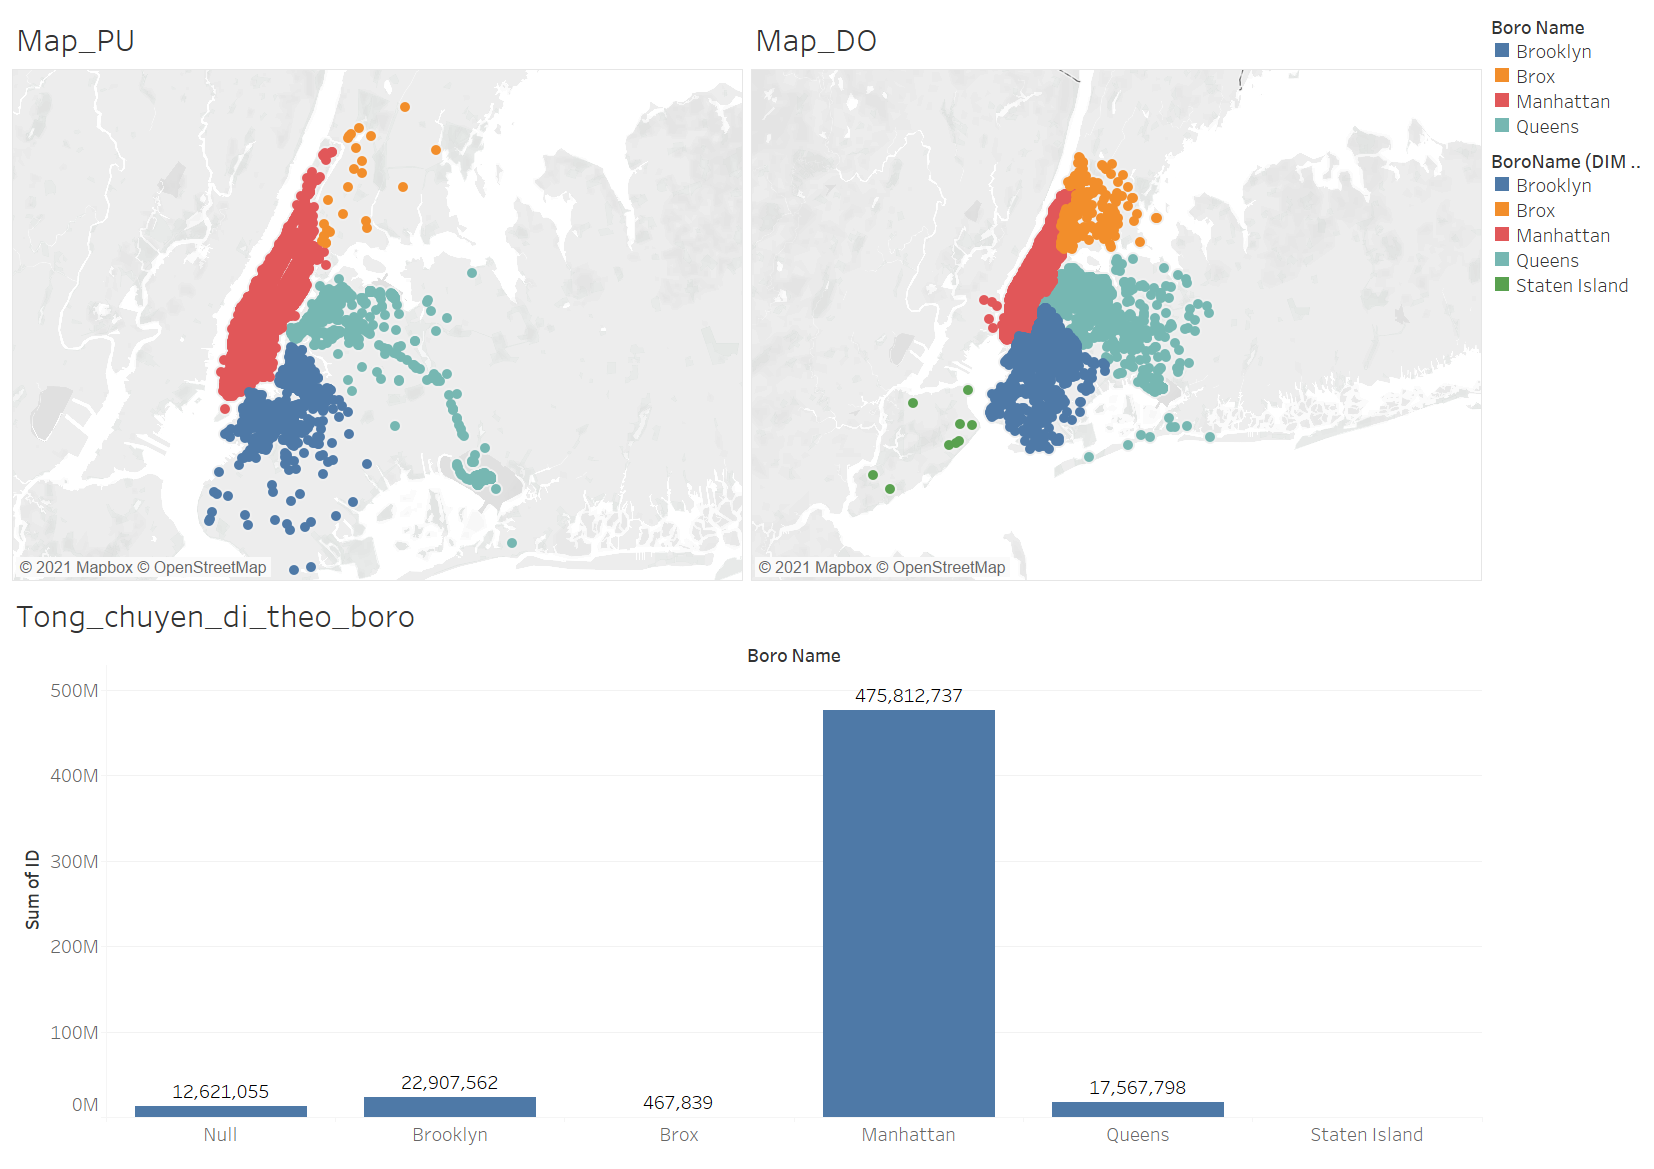 Map_PU
© 2021 Mapbox © OpenStreetMap
Map_DO
© 2021 Mapbox © OpenStreetMap
Boro Name
Brooklyn
Brox
Manhattan
Queens
BoroName (DIM ..
Brooklyn
Brox
Manhattan
Queens
Staten Island
Tong_chuyen_di_theo_boro
Boro Name
Sum of ID
500M
400M
300M
200M
100M
0M
12,621,055
22,907,562
467,839
475,812,737
17,567,798
Null
Brooklyn
Brox
Manhattan
Queens
Staten Island